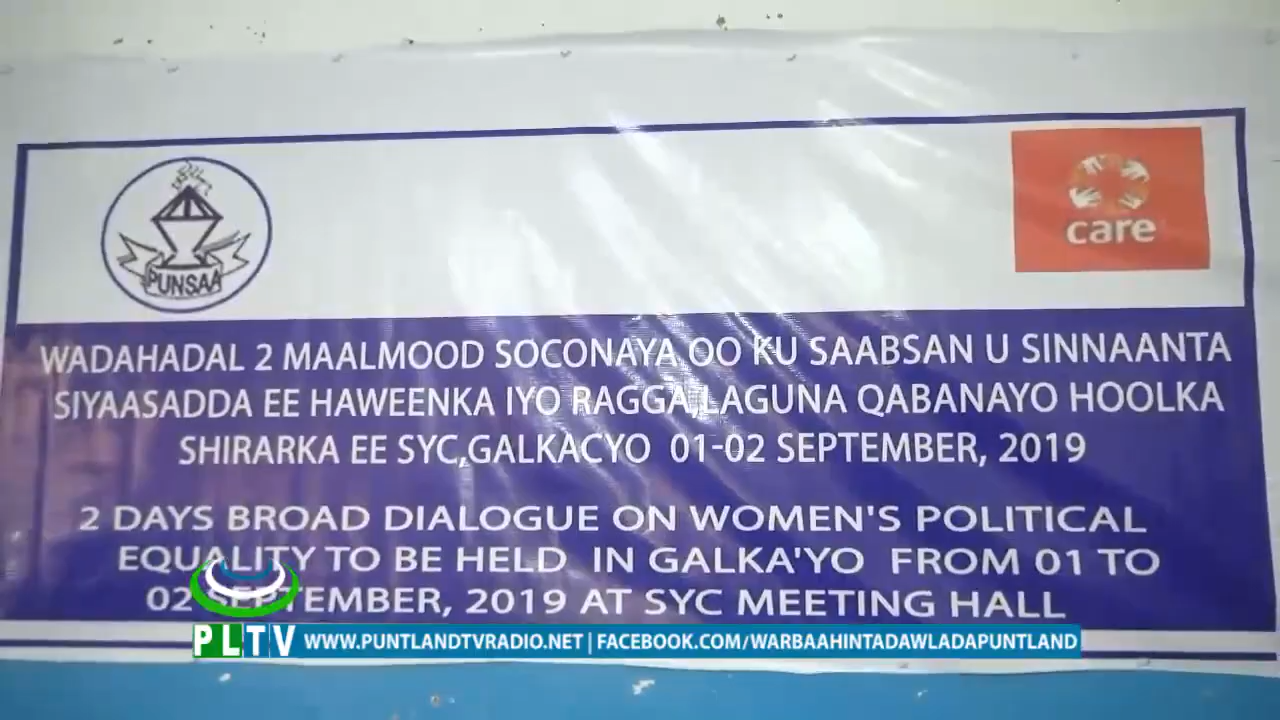 PUNSAA
care
WADAHADAL 2 MAALMOOD SOCONAYA,OO KU SAABSAN U SINNAANTA
SIYAASADDA EE HAWEENKA IYO RAGGA,LAGUNA QABANAYO HOOLKA
SHIRARKA EE SYC,GALKACYO 01-02 SEPTEMBER, 2019
2 DAYS BROAD DIALOGUE ON WOMEN'S POLITICAL
EQUALITY TO BE HELD IN GALKA'YO FROM 01 TO
02 SEPTEMBER, 2019 AT SYC MEETING HALL
PLTV WWW.PUNTLANDTVRADIO.NET | FACEBOOK.COM/WARBAAHINTADAWLADAPUNTLAND